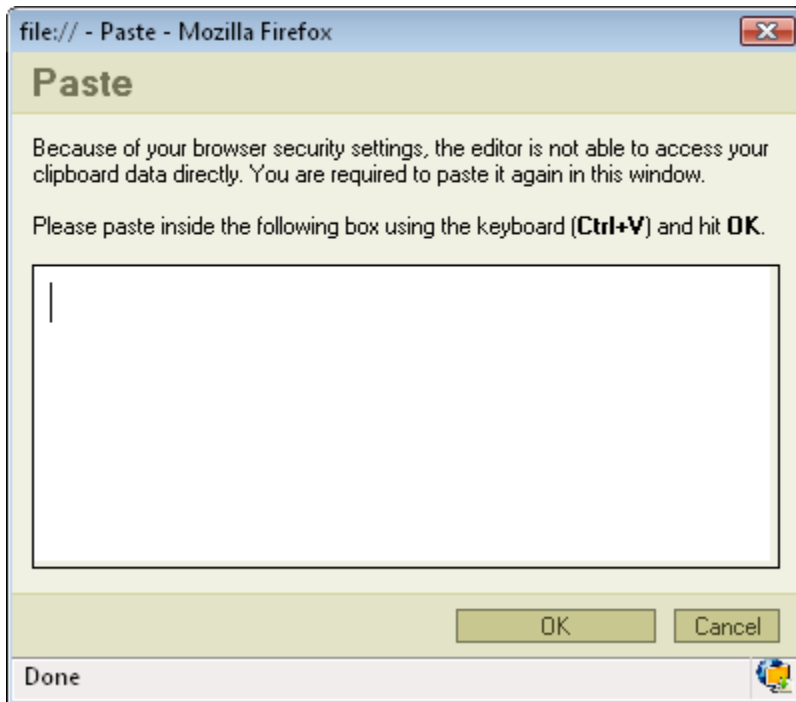 file:// - Paste - Mozilla Firefox
Paste
Because of your browser security settings, the editor is not able to access your
clipboard data directly. You are required to paste it again in this window.
Please paste inside the following box using the keyboard (Ctrl+V) and hit OK.
OK Cancel
Done